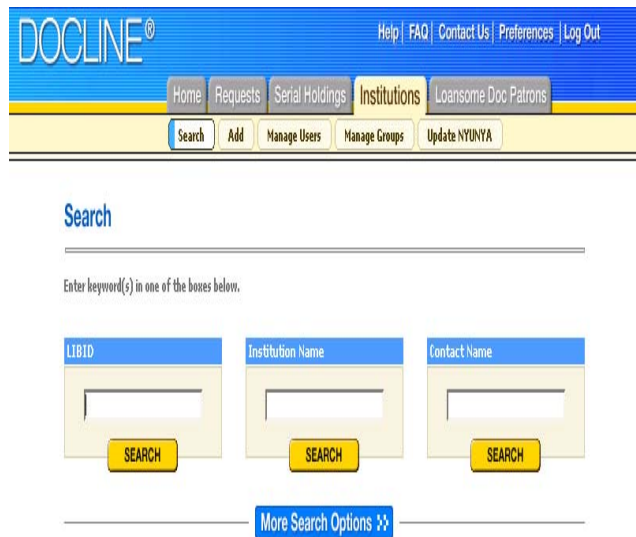 DOCLINE®
Help | FAQ | Contact Us | Preferences | Log Out
Home Requests Serial Holdings Institutions Loansome Doc Patrons
Search Add Manage Users Manage Groups Update NYUNYA
Search
Enter keyword(s) in one of the boxes below.
LIBID Institution Name Contact Name
SEARCH SEARCH SEARCH
More Search Options